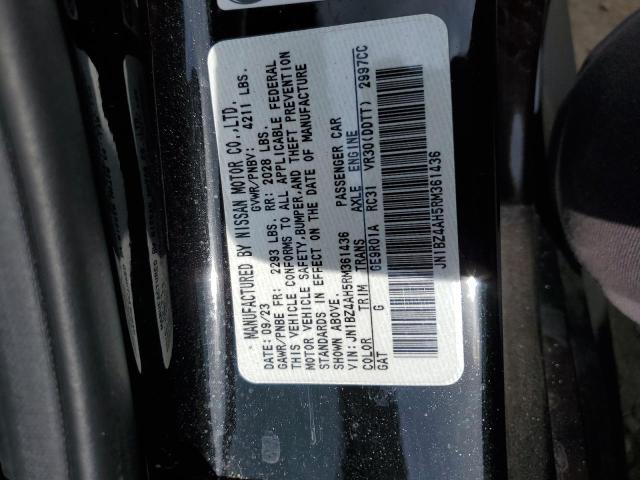 MANUFACTURED BY NISSAN MOTOR CO.,LTD.
DATE: 09/23 GVWR/PNBV: 4211 LBS.
GAWR/PNBE FR: 2293 LBS. RR: 2028 LBS.
THIS VEHICLE CONFORMS TO ALL APPLICABLE FEDERAL
MOTOR VEHICLE SAFETY,BUMPER,AND THEFT PREVENTION
STANDARDS IN EFFECT ON THE DATE OF MANUFACTURE
SHOWN ABOVE.
VIN: JN1BZ4AH5RM361436 PASSENGER CAR
COLOR TRIM TRANS AXLE ENGINE
GAT G GE9R01A RC31 VR30(DDTT) 2997CC
JN1BZ4AH5RM361436